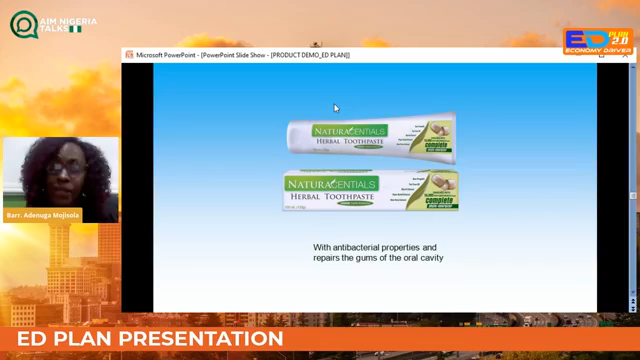 AIM NIGERIA
TALKS
ED PLAN 2.0
ECONOMY DRIVER
Microsoft PowerPoint - [PowerPoint Slide Show - [PRODUCT DEMO_ED PLAN]]
NATURACENTIALS
HERBAL TOOTHPASTE
complete
NATURACENTIALS
HERBAL TOOTHPASTE
complete
With antibacterial properties and
repairs the gums of the oral cavity
Barr. Adenuga Mojisola
ED PLAN PRESENTATION